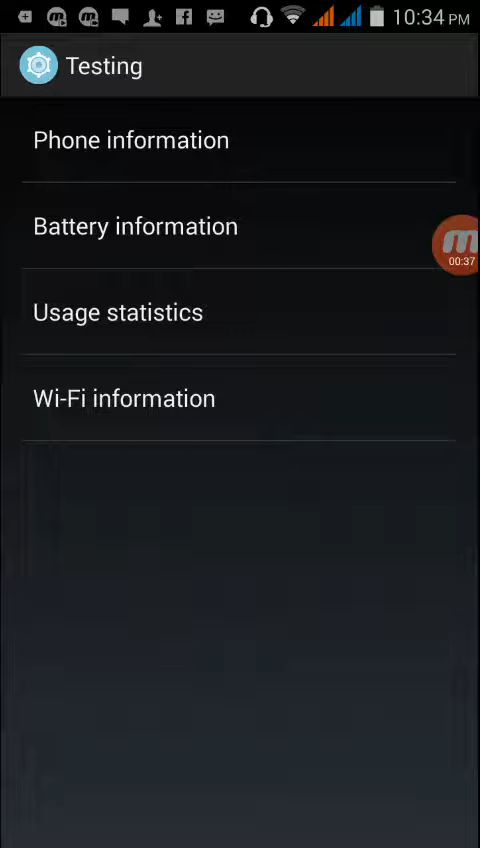 10:34 PM
Testing
Phone information
Battery information
00:37
Usage statistics
Wi-Fi information